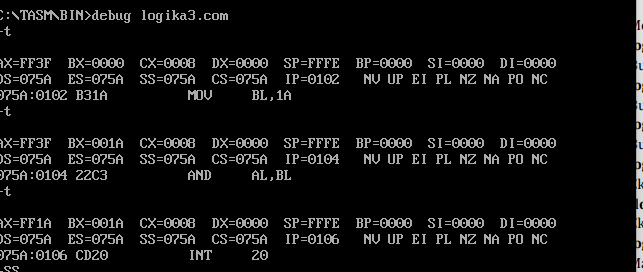 C:\TASM\BIN>debug logika3.com
-t
AX=FF3F BX=0000 CX=0008 DX=0000 SP=FFFE BP=0000 SI=0000 DI=0000
DS=075A ES=075A SS=075A CS=075A IP=0102 NV UP EI PL NZ NA PO NC
075A:0102 B31A MOV BL,1A
-t
AX=FF3F BX=001A CX=0008 DX=0000 SP=FFFE BP=0000 SI=0000 DI=0000
DS=075A ES=075A SS=075A CS=075A IP=0104 NV UP EI PL NZ NA PO NC
075A:0104 22C3 AND AL,BL
-t
AX=FF1A BX=001A CX=0008 DX=0000 SP=FFFE BP=0000 SI=0000 DI=0000
DS=075A ES=075A SS=075A CS=075A IP=0106 NV UP EI PL NZ NA PO NC
075A:0106 CD20 INT 20